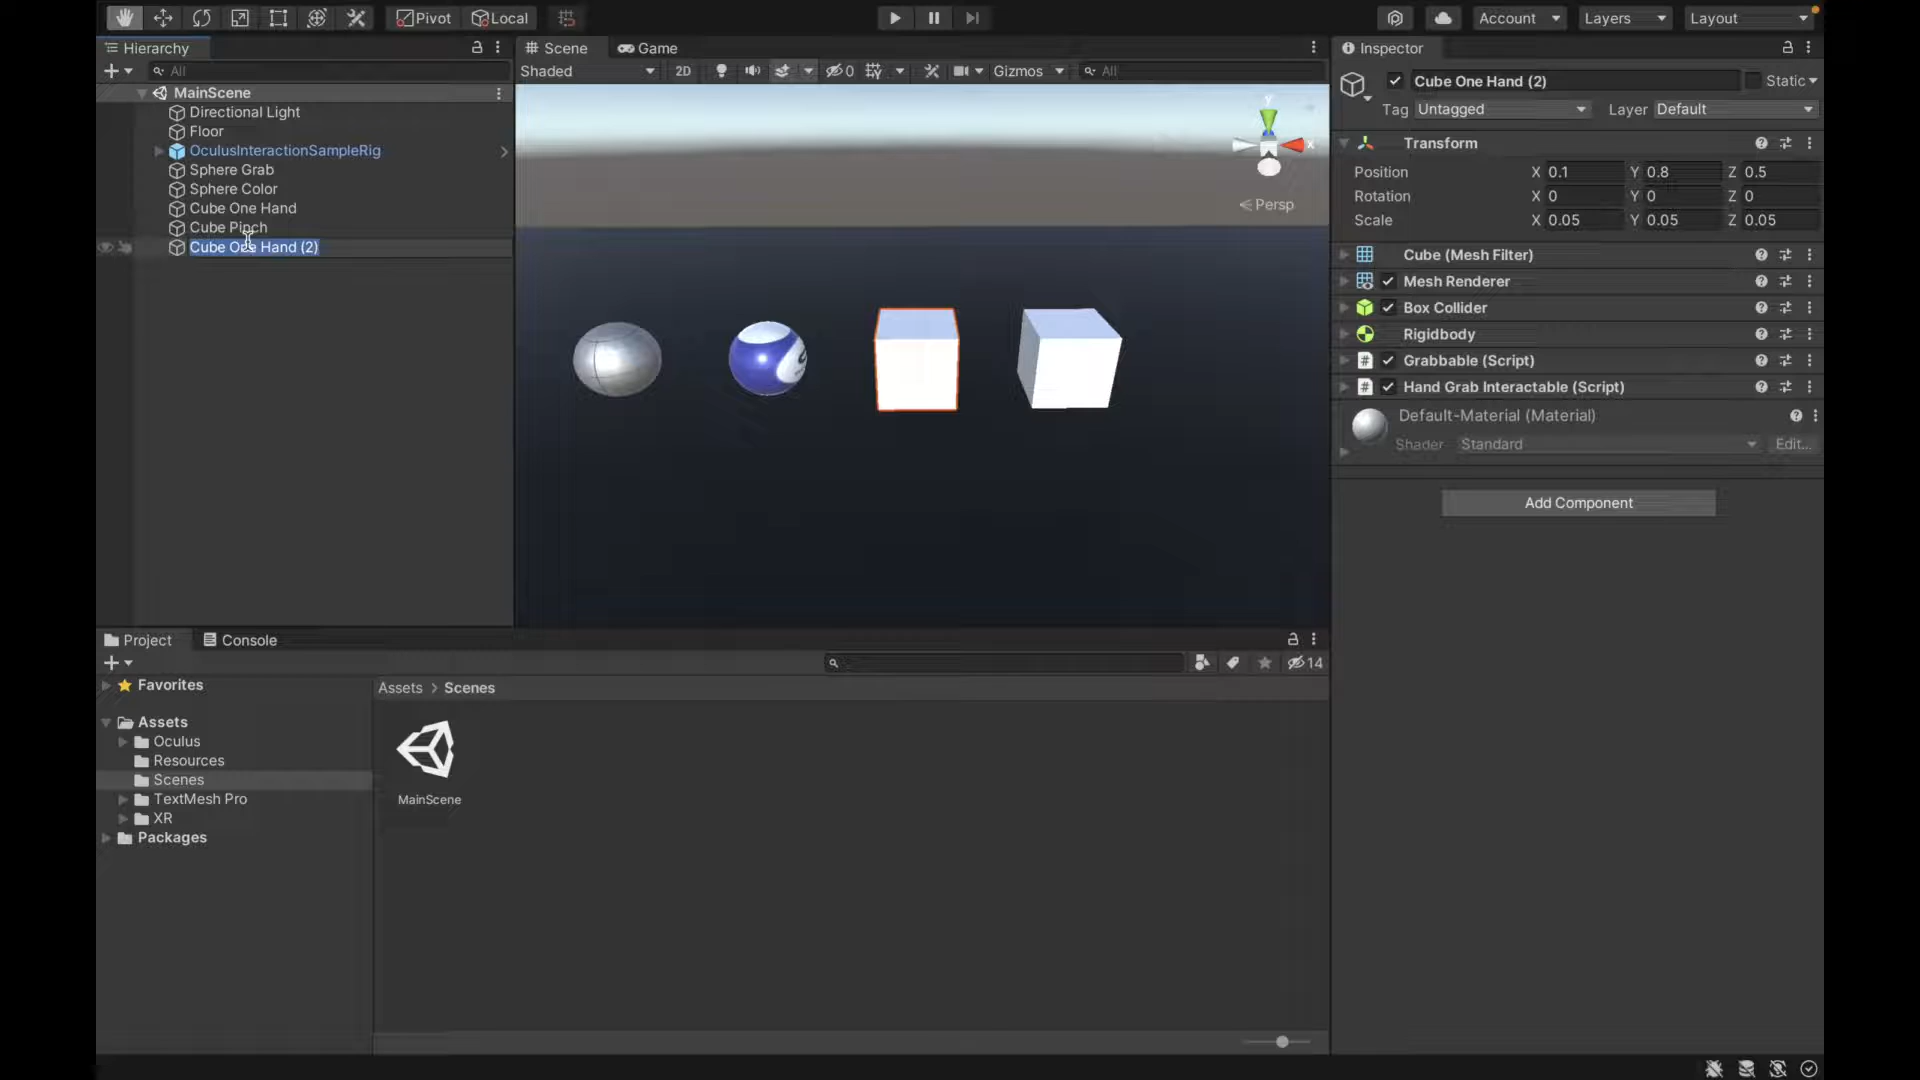 Pivot Local Account Layers Layout
Hierarchy Scene Game Inspector
All Shaded 2D 0 Gizmos All
MainScene
Directional Light
Floor
OculusInteractionSampleRig
Sphere Grab
Sphere Color
Cube One Hand
Cube Pinch
Cube One Hand (2)
y
x
Persp
Cube One Hand (2) Static
Tag Untagged Layer Default
Transform
Position X 0.1 Y 0.8 Z 0.5
Rotation X 0 Y 0 Z 0
Scale X 0.05 Y 0.05 Z 0.05
Cube (Mesh Filter)
Mesh Renderer
Box Collider
Rigidbody
Grabbable (Script)
Hand Grab Interactable (Script)
Default-Material (Material)
Shader Standard Edit...
Add Component
Project Console
14
Favorites
Assets
Oculus
Resources
Scenes
TextMesh Pro
XR
Packages
Assets > Scenes
MainScene